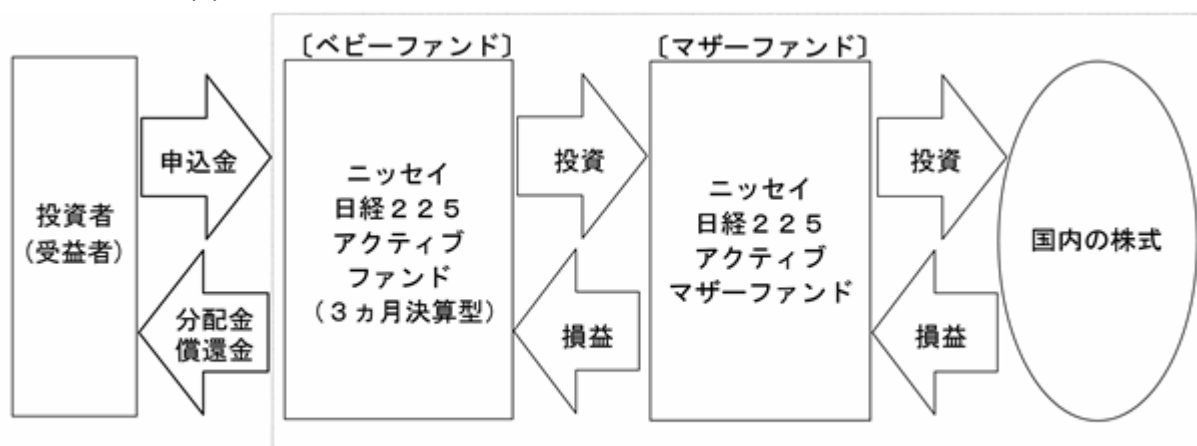 〔ベビーファンド〕
〔マザーファンド〕
投資者
（受益者）
申込金
分配金
償還金
ニッセイ
日経２２５
アクティブ
ファンド
（３ヵ月決算型）
投資
損益
ニッセイ
日経２２５
アクティブ
マザーファンド
投資
損益
国内の株式